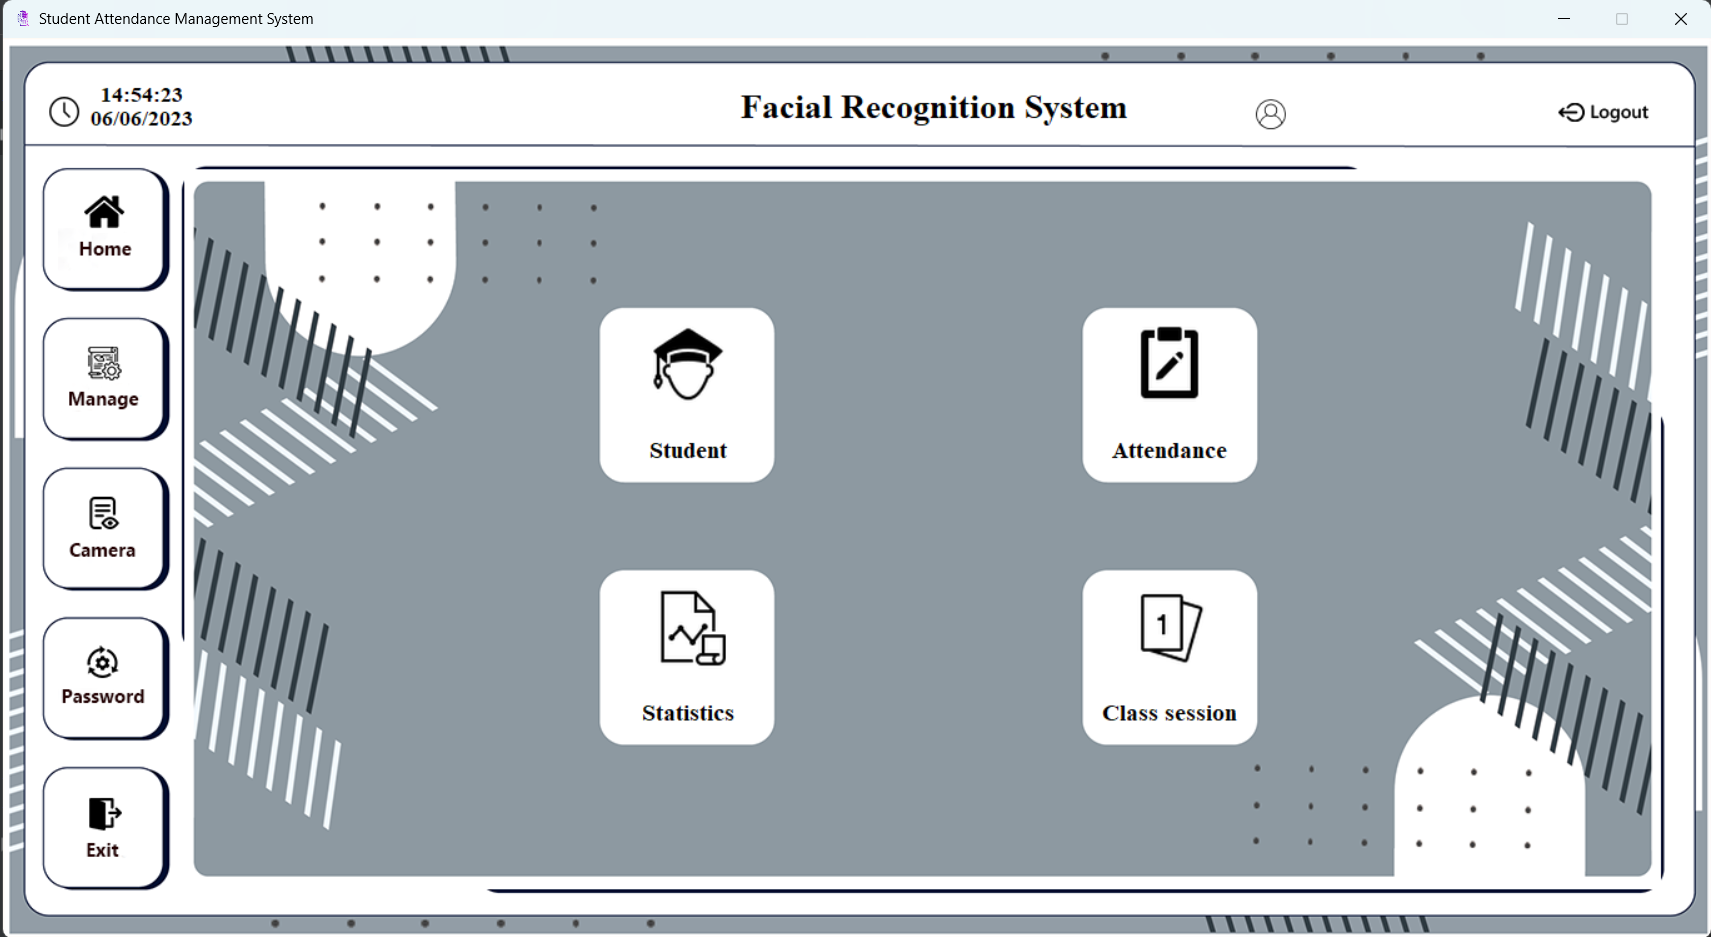 Student Attendance Management System
14:54:23
06/06/2023
Facial Recognition System
Logout
Home
Manage
Camera
Password
Exit
Student
Attendance
Statistics
1
Class session